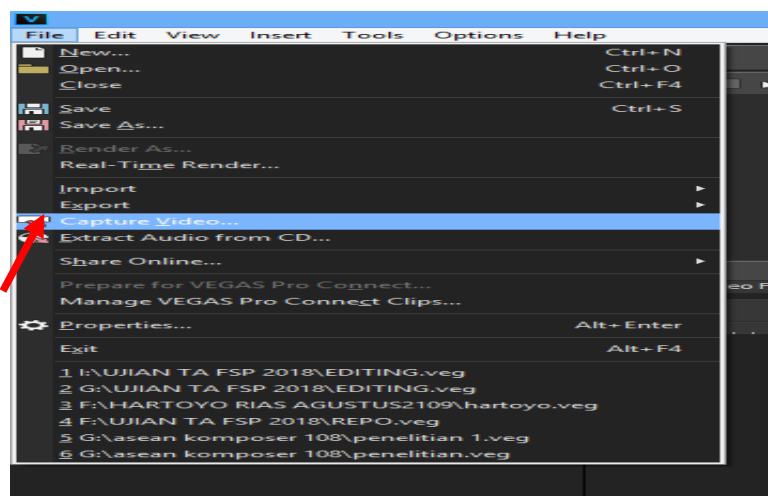 V
File Edit View Insert Tools Options Help
New... Ctrl+N
Open... Ctrl+O
Close Ctrl+F4
Save Ctrl+S
Save As...
Render As...
Real-Time Render...
Import
Export
Capture Video...
Extract Audio from CD...
Share Online...
Prepare for VEGAS Pro Connect...
eo F
Manage VEGAS Pro Connect Clips...
Properties... Alt+Enter
Exit Alt+F4
1 I:\UJIAN TA FSP 2018\EDITING.veg
2 G:\UJIAN TA FSP 2018\EDITING.veg
3 F:\HARTOYO RIAS AGUSTUS2109\hartoyo.veg
4 F:\UJIAN TA FSP 2018\REPO.veg
5 G:\asean komposer 108\penelitian 1.veg
6 G:\asean komposer 108\penelitian.veg